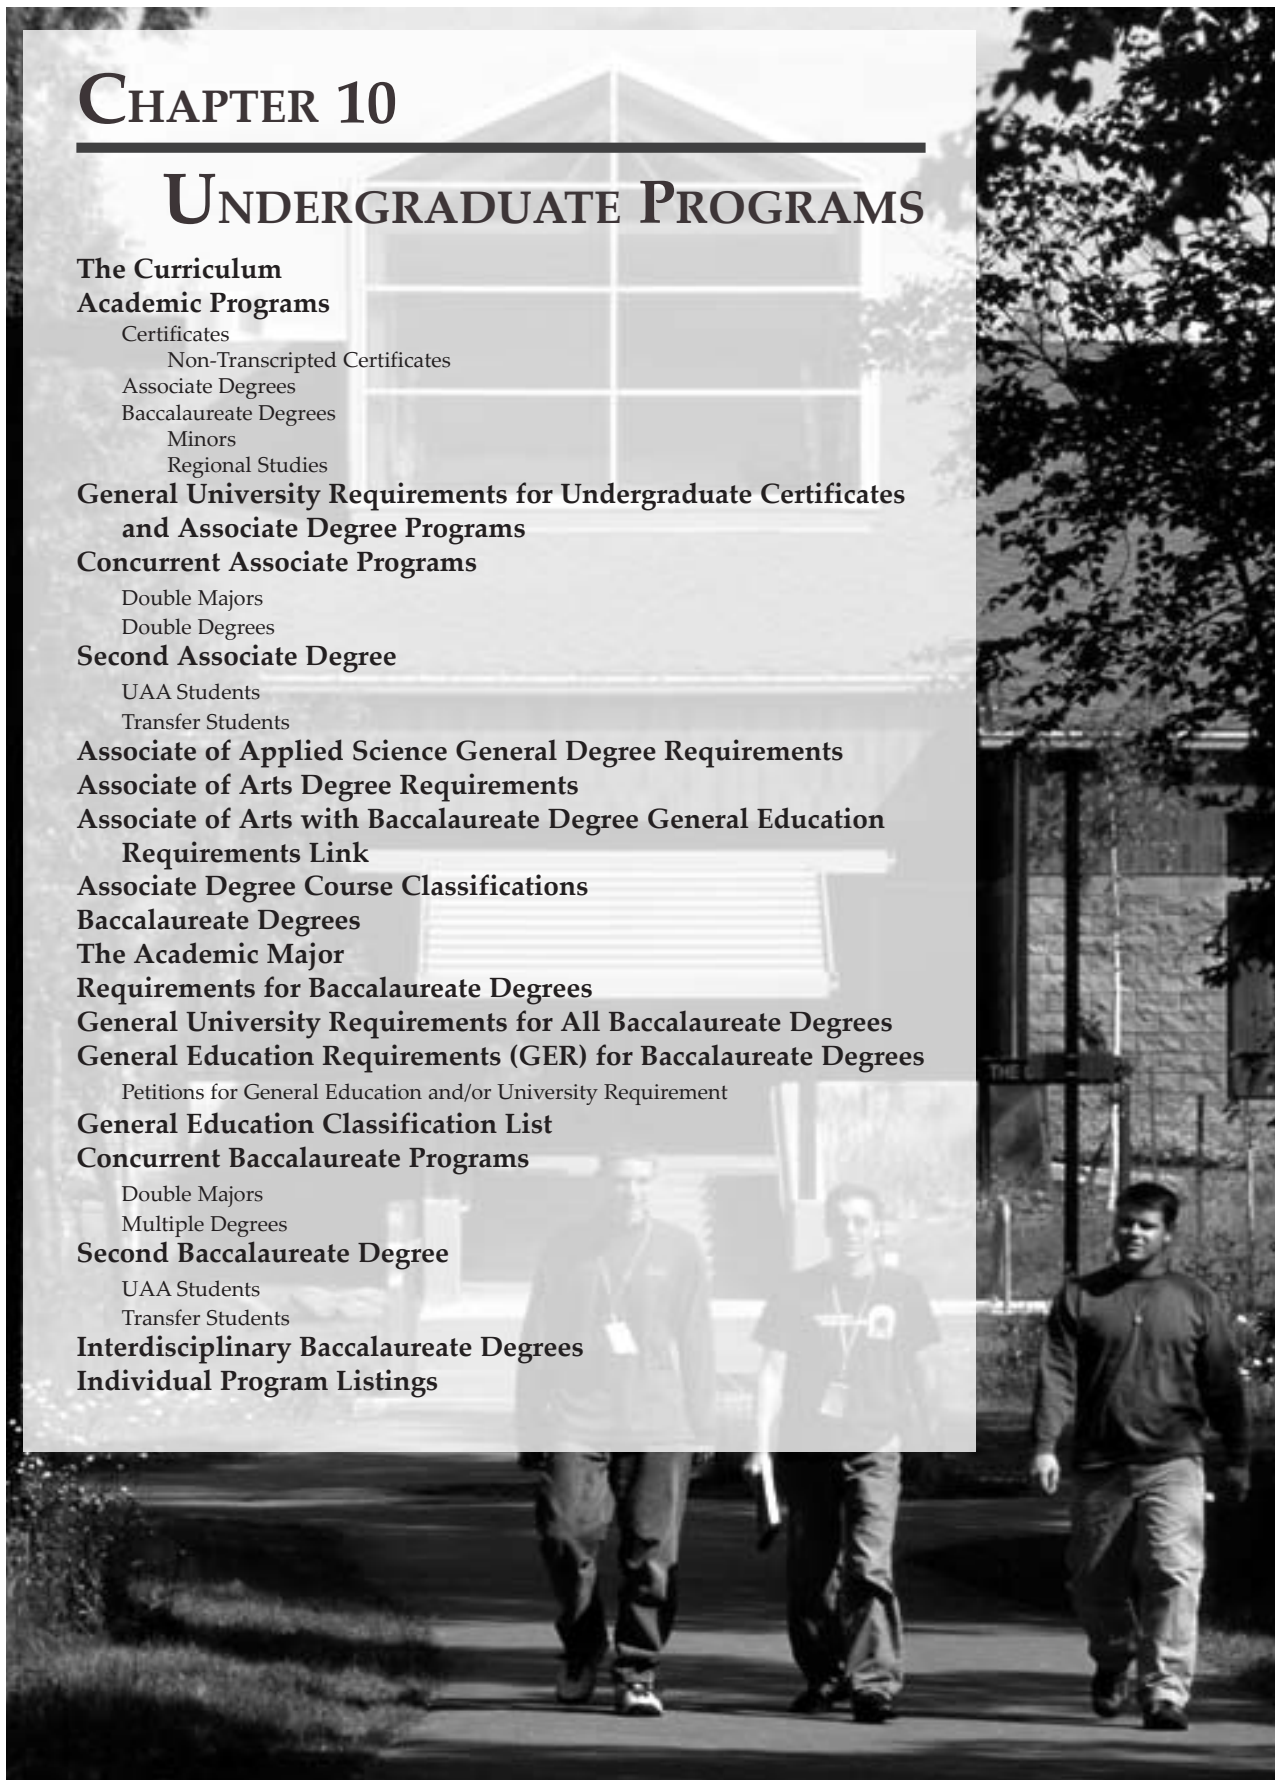 CHAPTER 10
UNDERGRADUATE PROGRAMS
The Curriculum
Academic Programs
Certificates
Non-Transcripted Certificates
Associate Degrees
Baccalaureate Degrees
Minors
Regional Studies
General University Requirements for Undergraduate Certificates
and Associate Degree Programs
Concurrent Associate Programs
Double Majors
Double Degrees
Second Associate Degree
UAA Students
Transfer Students
Associate of Applied Science General Degree Requirements
Associate of Arts Degree Requirements
Associate of Arts with Baccalaureate Degree General Education
Requirements Link
Associate Degree Course Classifications
Baccalaureate Degrees
The Academic Major
Requirements for Baccalaureate Degrees
General University Requirements for All Baccalaureate Degrees
General Education Requirements (GER) for Baccalaureate Degrees
Petitions for General Education and/or University Requirement
General Education Classification List
Concurrent Baccalaureate Programs
Double Majors
Multiple Degrees
Second Baccalaureate Degree
UAA Students
Transfer Students
Interdisciplinary Baccalaureate Degrees
Individual Program Listings
THE